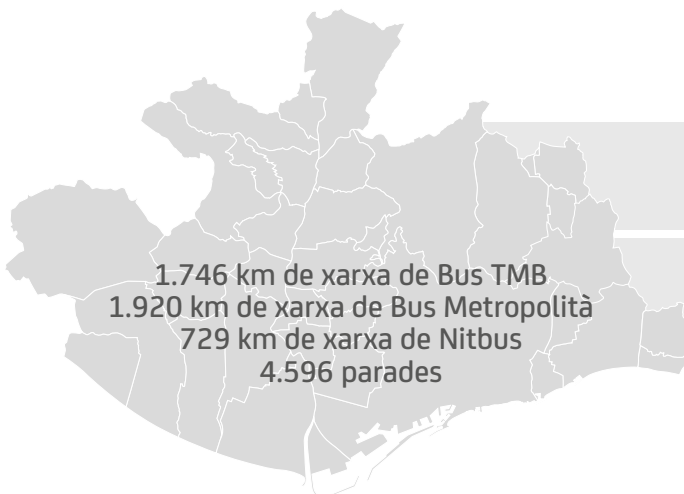 1.746 km de xarxa de Bus TMB
1.920 km de xarxa de Bus Metropolità
729 km de xarxa de Nitbus
4.596 parades